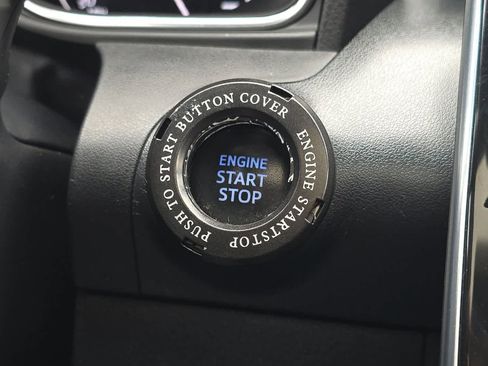 PUSH TO START BUTTON COVER
ENGINE STARTSTOP
ENGINE
START
STOP